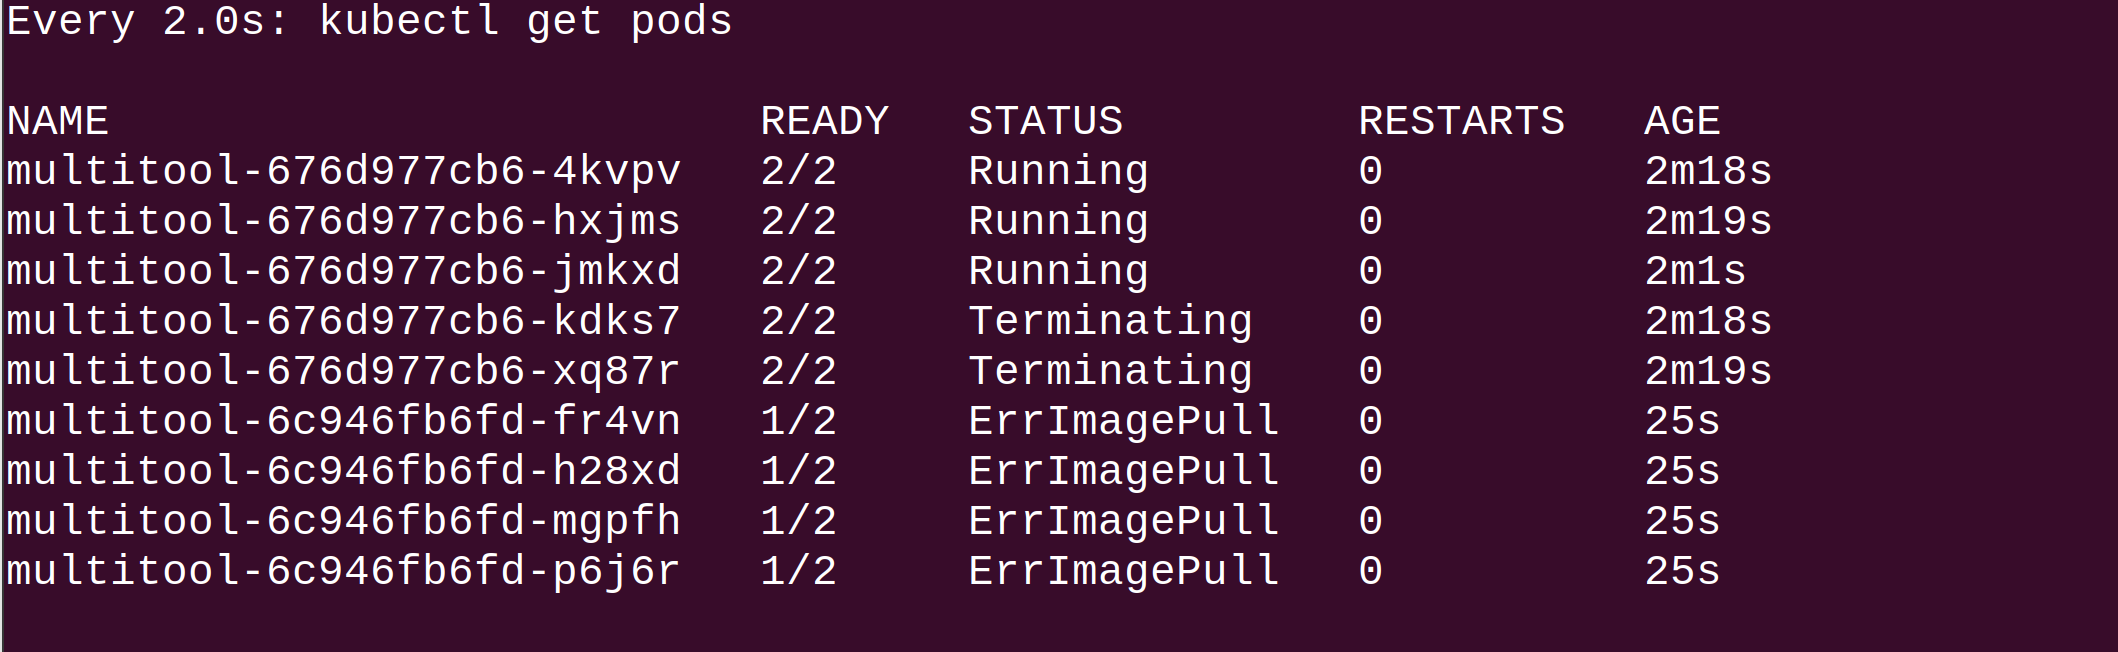 Every 2.0s: kubectl get pods
NAME READY STATUS RESTARTS AGE
multitool-676d977cb6-4kvpv 2/2 Running 0 2m18s
multitool-676d977cb6-hxjms 2/2 Running 0 2m19s
multitool-676d977cb6-jmkxd 2/2 Running 0 2m1s
multitool-676d977cb6-kdks7 2/2 Terminating 0 2m18s
multitool-676d977cb6-xq87r 2/2 Terminating 0 2m19s
multitool-6c946fb6fd-fr4vn 1/2 ErrImagePull 0 25s
multitool-6c946fb6fd-h28xd 1/2 ErrImagePull 0 25s
multitool-6c946fb6fd-mgpfh 1/2 ErrImagePull 0 25s
multitool-6c946fb6fd-p6j6r 1/2 ErrImagePull 0 25s